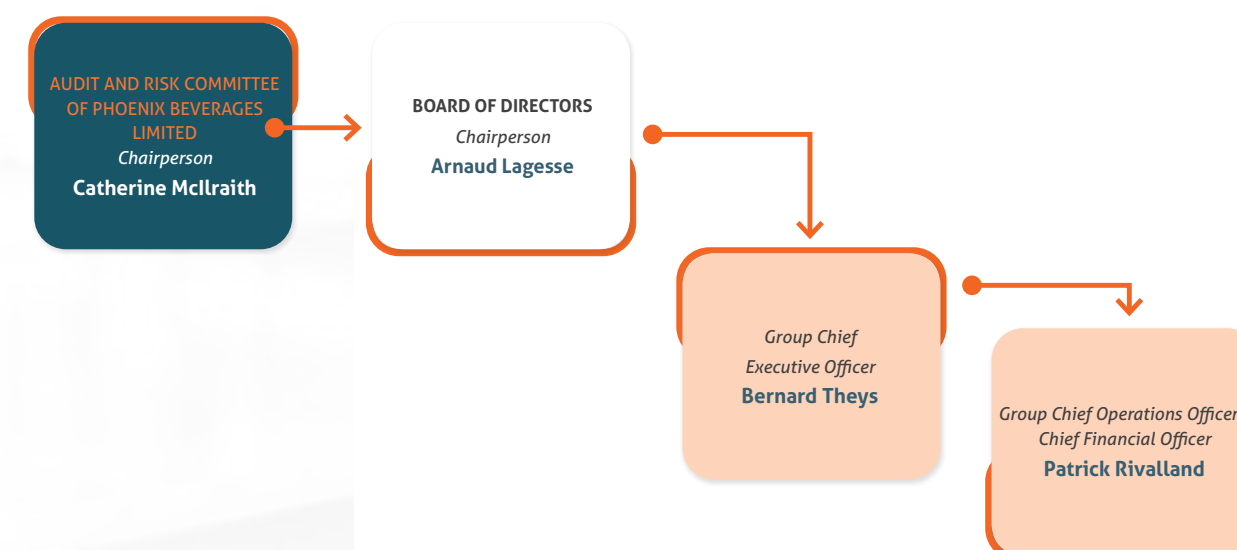 AUDIT AND RISK COMMITTEE
OF PHOENIX BEVERAGES
LIMITED
Chairperson
Catherine McIlraith
BOARD OF DIRECTORS
Chairperson
Arnaud Lagesse
Group Chief
Executive Officer
Bernard Theys
Group Chief Operations Officer
Chief Financial Officer
Patrick Rivalland